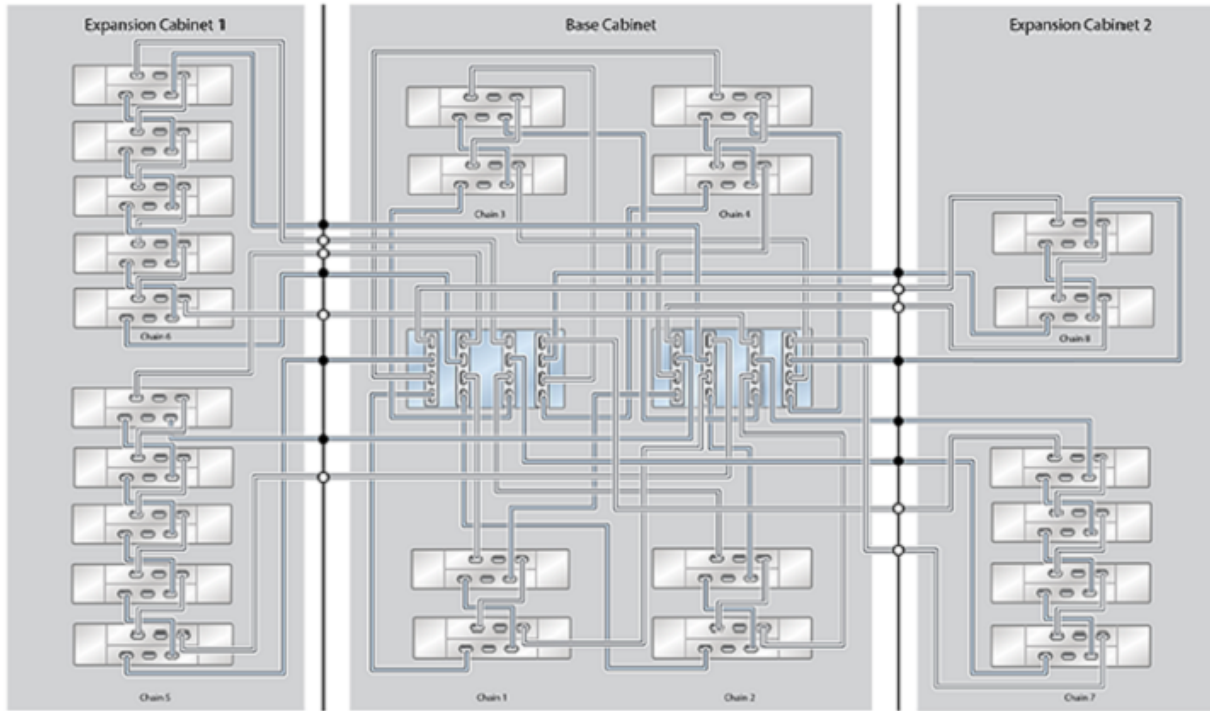 Expansion Cabinet 1
Base Cabinet
Expansion Cabinet 2
Chain 3
Chain 4
Chain 6
Chain 8
Chain 5
Chain 1
Chain 2
Chain 7